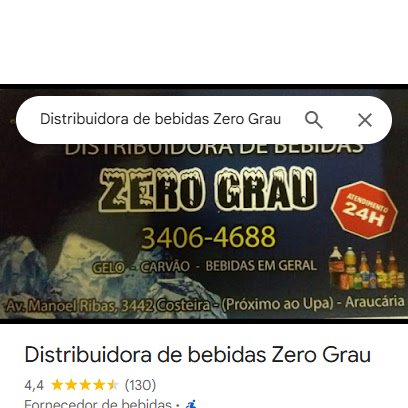 Distribuidora de bebidas Zero Grau
DISTRIBUIDORA DE BEBIDAS
ZERO GRAU
ATENDIMENTO
24H
3406-4688
GELO - CARVÃO - BEBIDAS EM GERAL
Av. Manoel Ribas, 3442 Costeira - (Próximo ao Upa) - Araucária
Distribuidora de bebidas Zero Grau
4,4 (130)
Fornecedor de bebidas ·